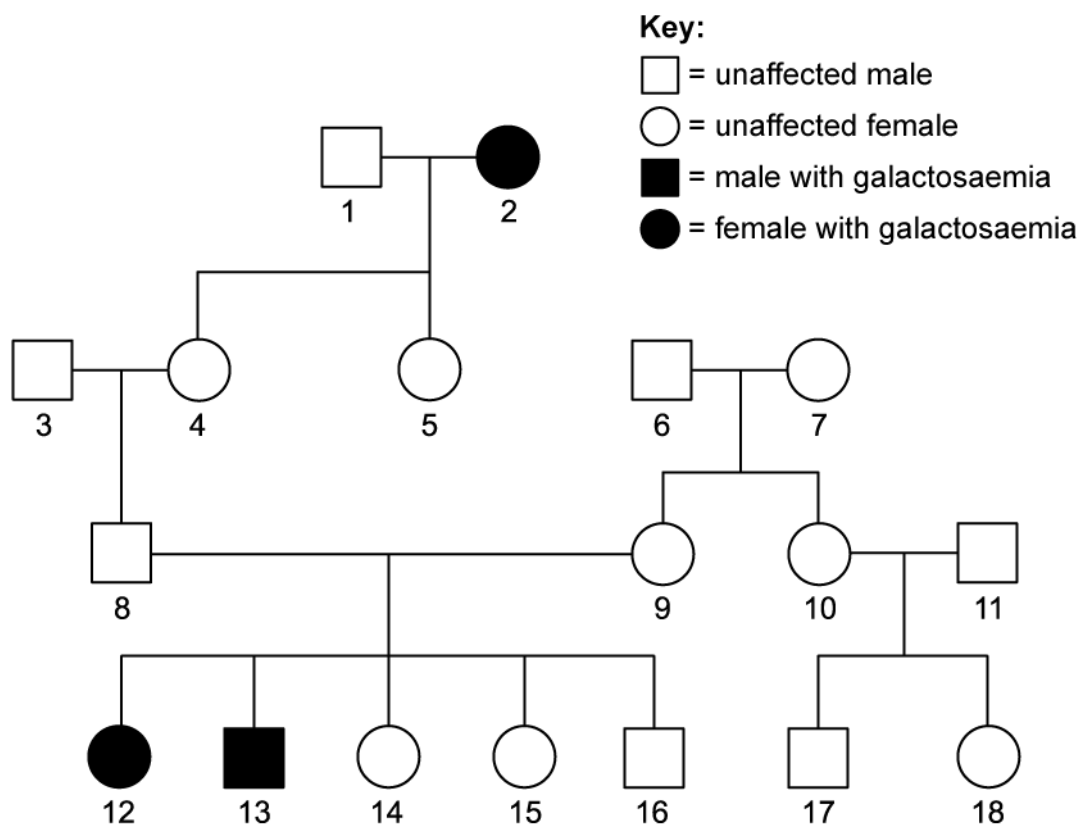 Key:
= unaffected male
= unaffected female
= male with galactosaemia
= female with galactosaemia
1 2
3 4 5 6 7
8 9 10 11
12 13 14 15 16 17 18